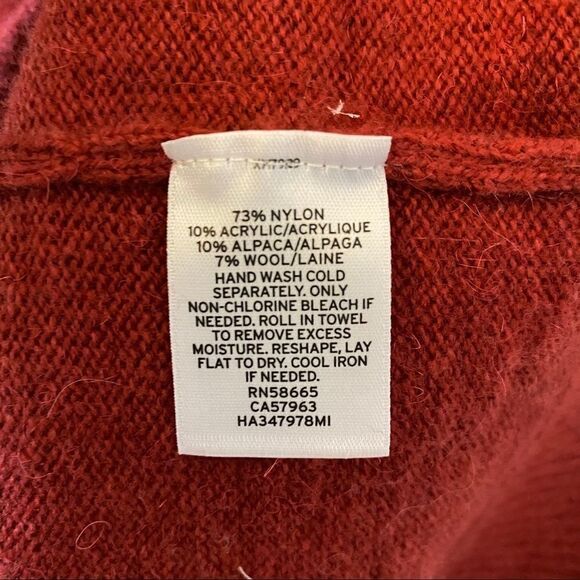 73% NYLON
10% ACRYLIC/ACRYLIQUE
10% ALPACA/ALPAGA
7% WOOL/LAINE
HAND WASH COLD
SEPARATELY. ONLY
NON-CHLORINE BLEACH IF
NEEDED. ROLL IN TOWEL
TO REMOVE EXCESS
MOISTURE. RESHAPE, LAY
FLAT TO DRY. COOL IRON
IF NEEDED.
RN58665
CA57963
HA347978MI